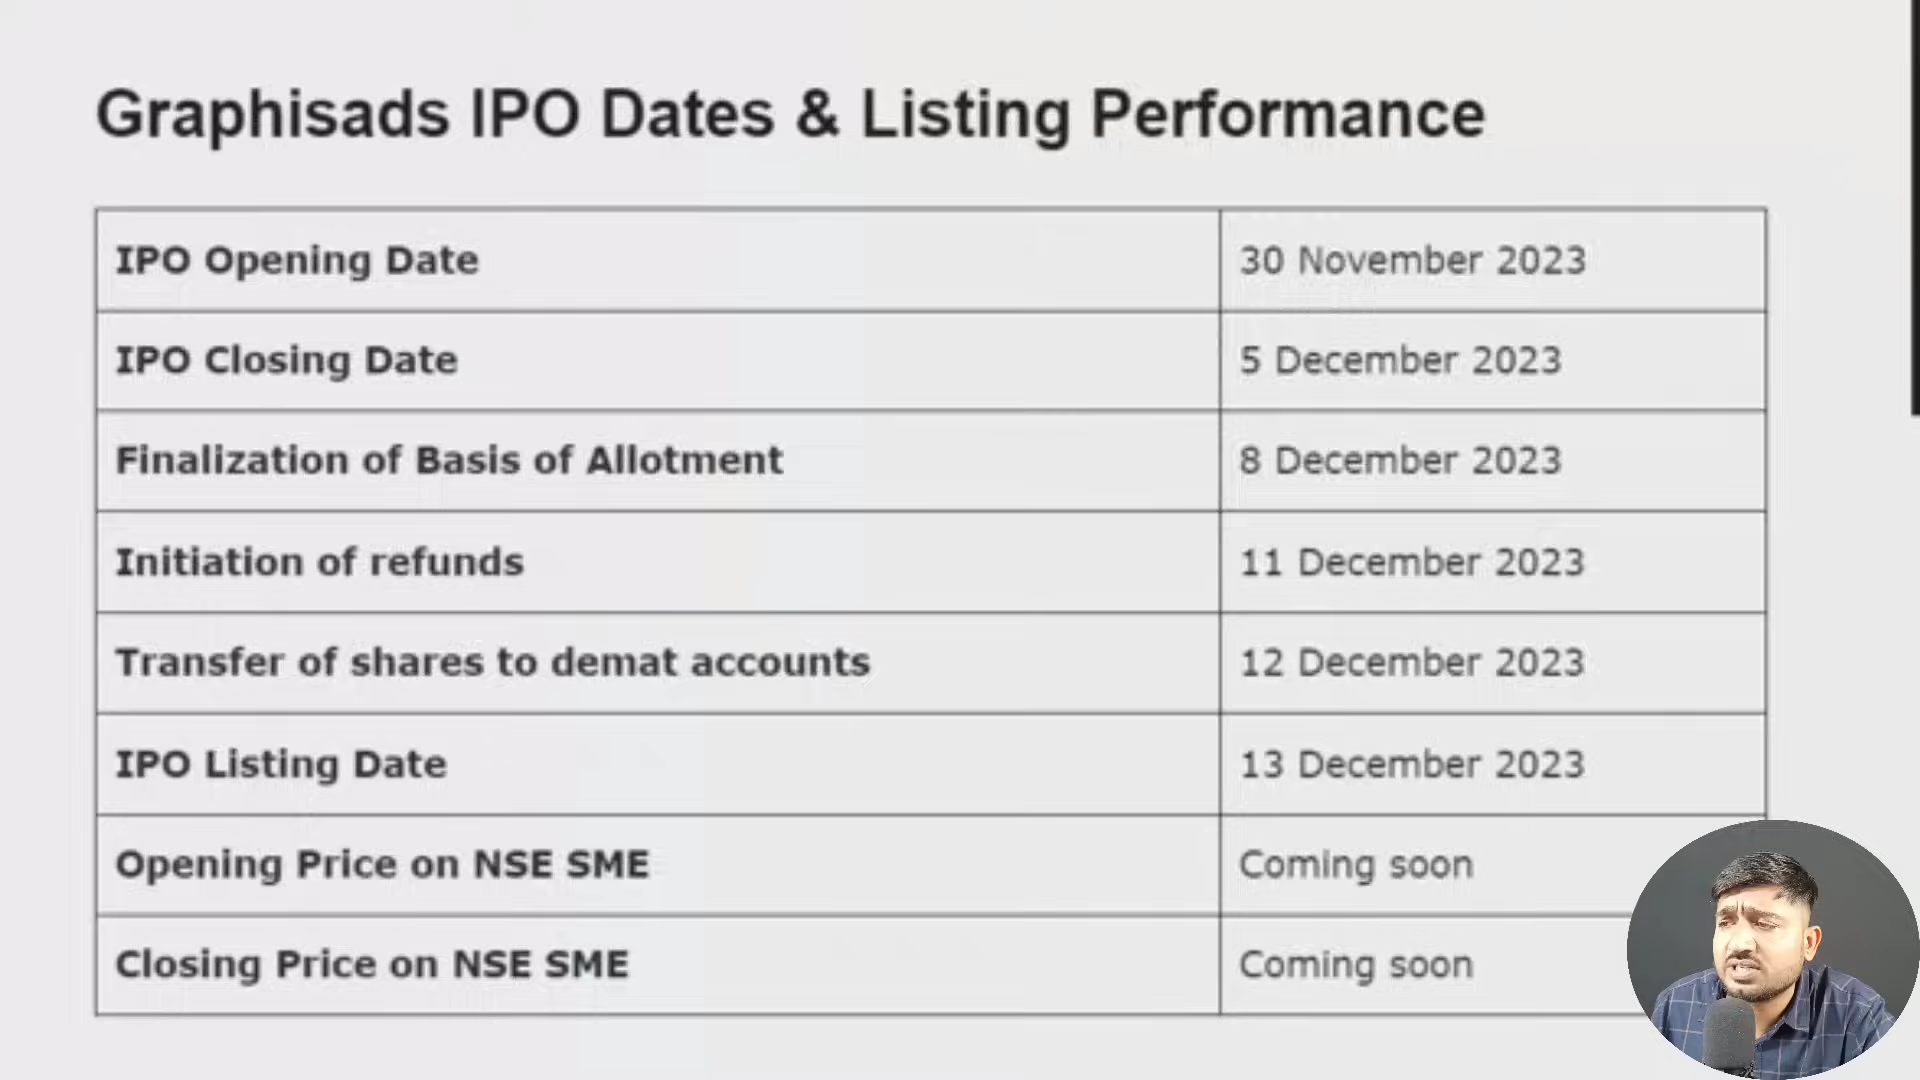 Graphisads IPO Dates & Listing Performance
IPO Opening Date 30 November 2023
IPO Closing Date 5 December 2023
Finalization of Basis of Allotment 8 December 2023
Initiation of refunds 11 December 2023
Transfer of shares to demat accounts 12 December 2023
IPO Listing Date 13 December 2023
Opening Price on NSE SME Coming soon
Closing Price on NSE SME Coming soon